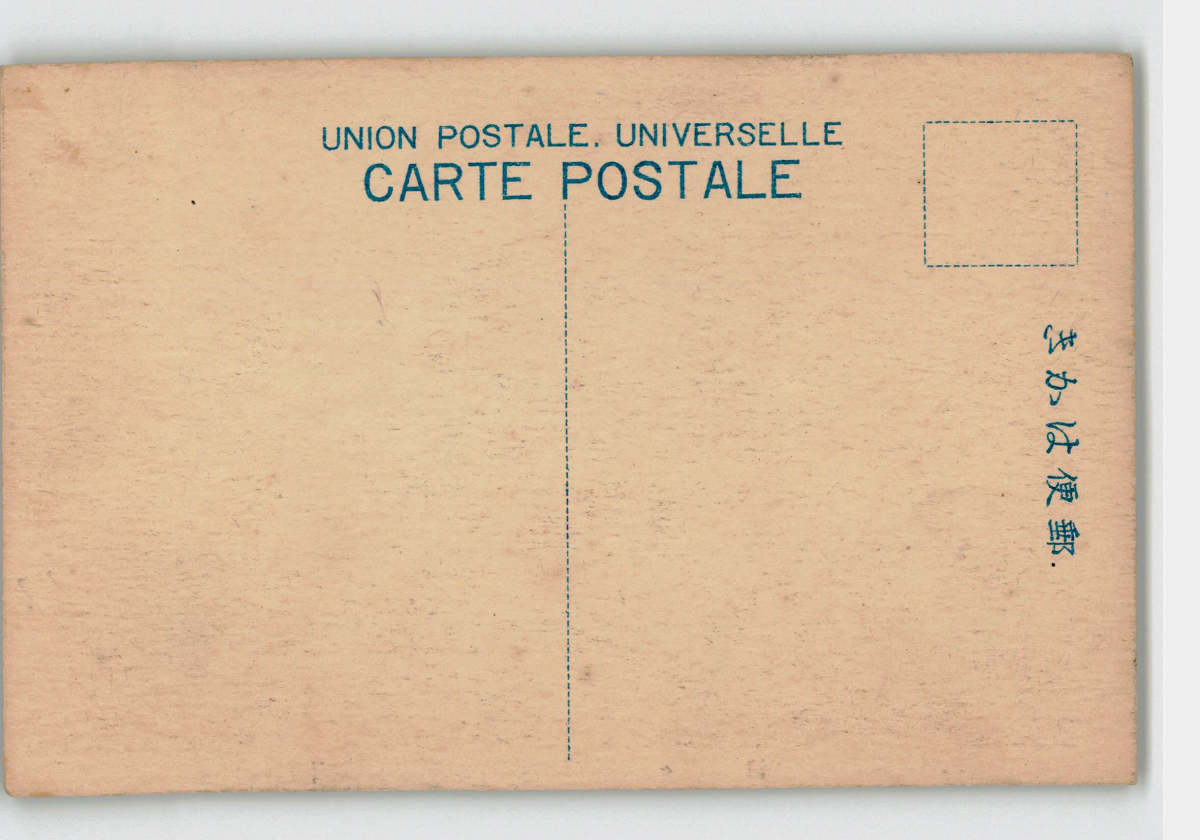 UNION POSTALE. UNIVERSELLE
CARTE POSTALE
きかは便郵